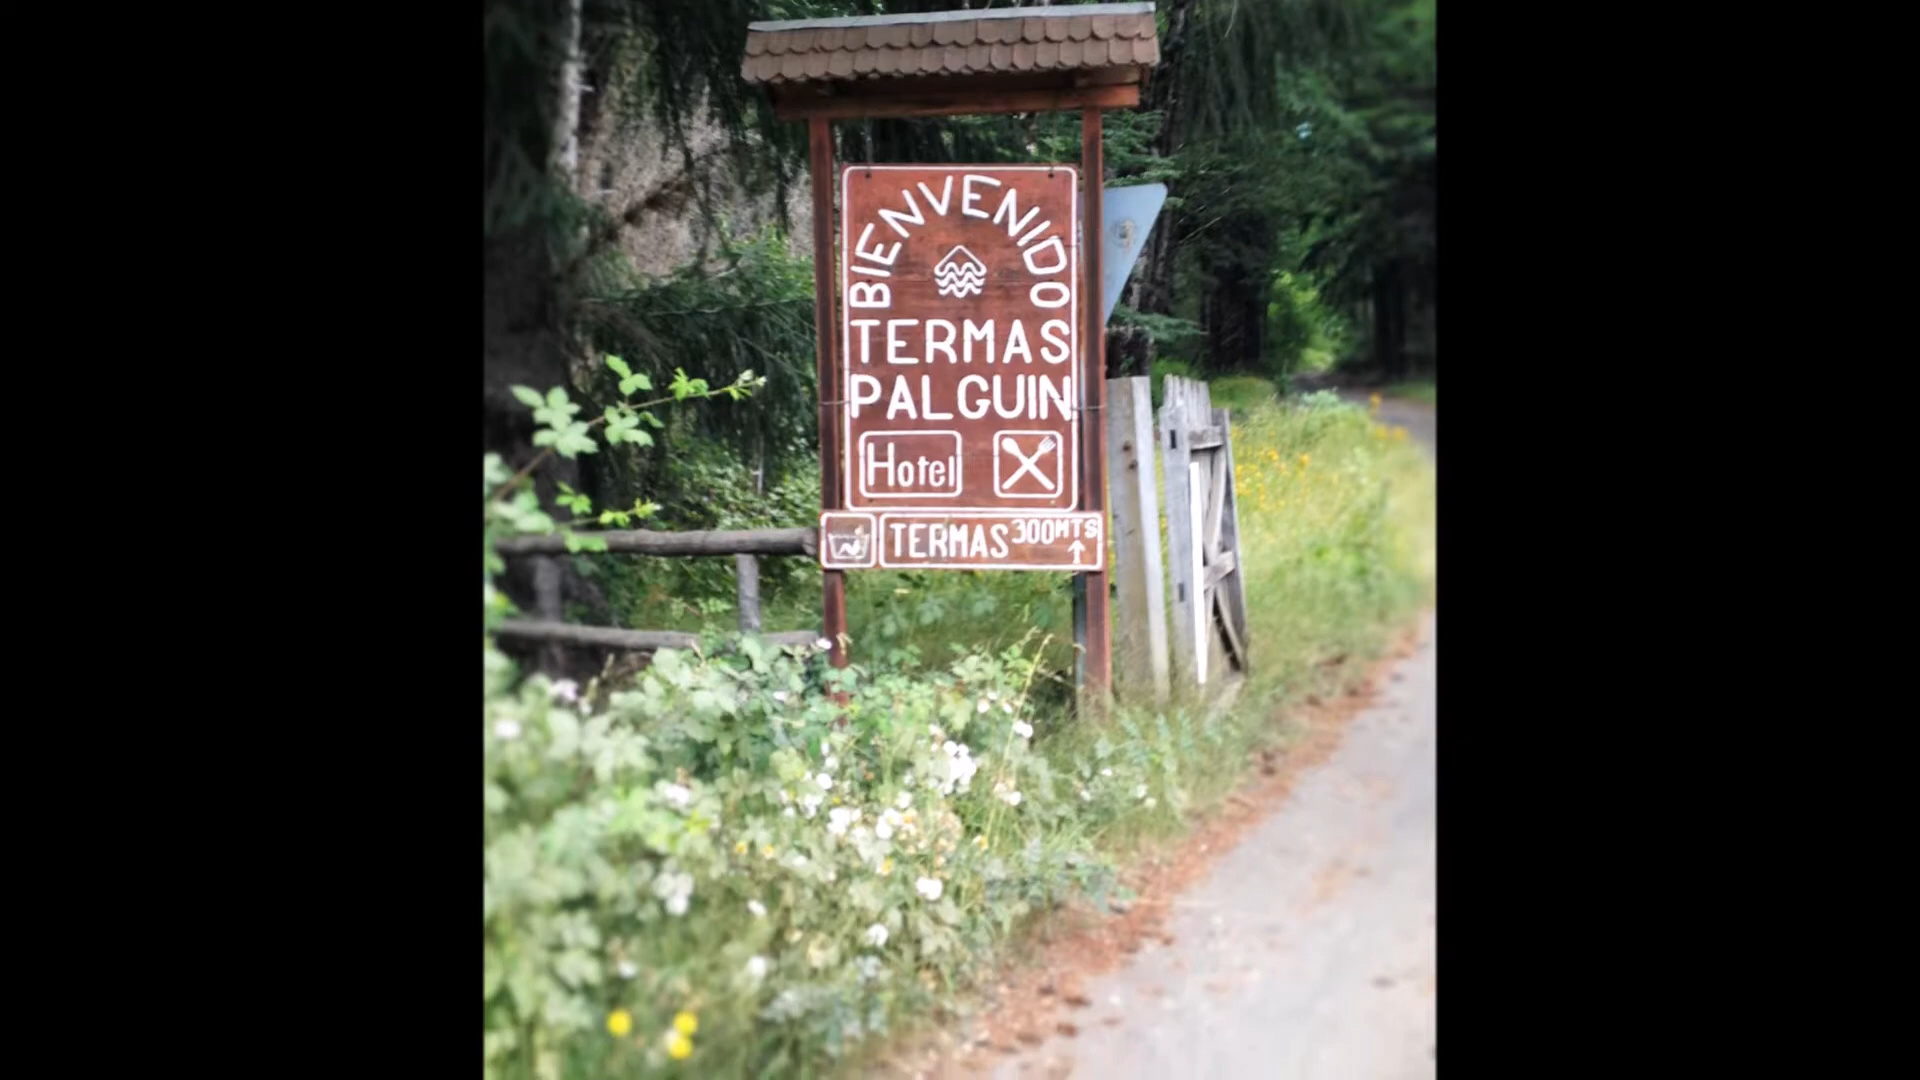 BIENVENIDO
TERMAS
PALGUIN
Hotel
TERMAS 300MTS